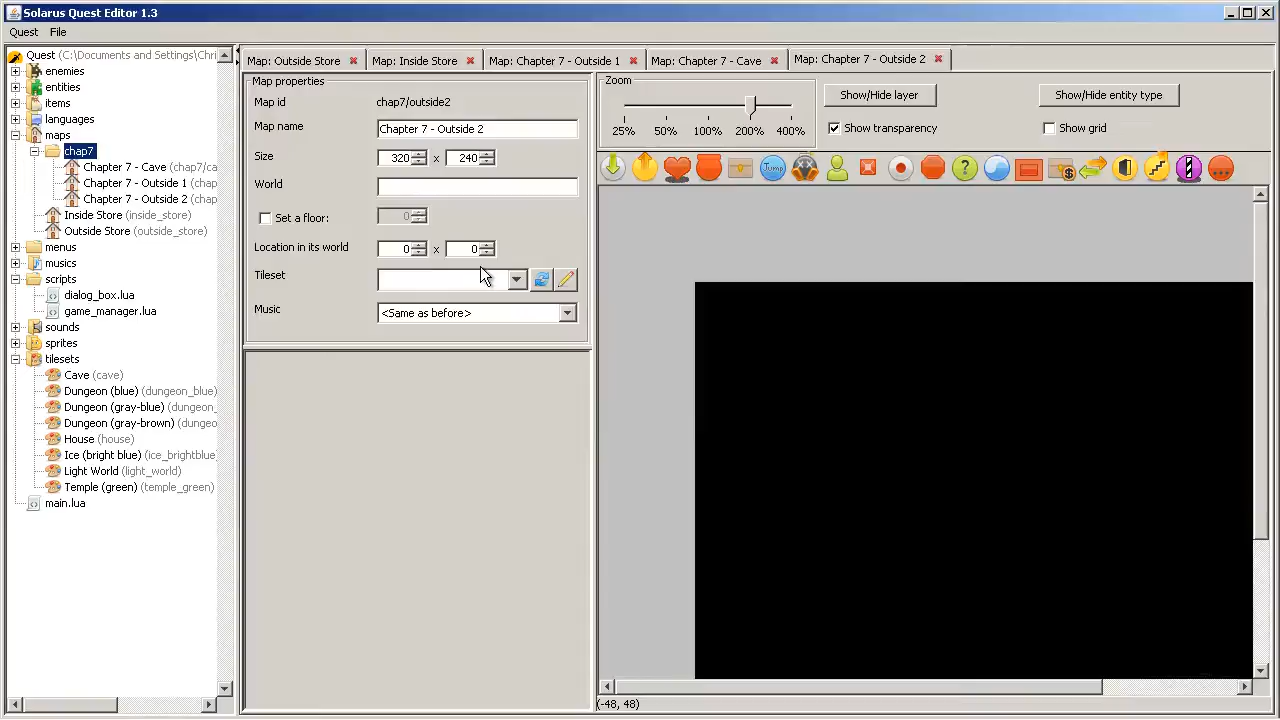 Solarus Quest Editor 1.3
Quest File
Quest (C:\Documents and Settings\Chri
enemies
entities
items
languages
maps
chap7
Chapter 7 - Cave (chap7/ca
Chapter 7 - Outside 1 (chap
Chapter 7 - Outside 2 (chap
Inside Store (inside_store)
Outside Store (outside_store)
menus
musics
scripts
dialog_box.lua
game_manager.lua
sounds
sprites
tilesets
Cave (cave)
Dungeon (blue) (dungeon_blue)
Dungeon (gray-blue) (dungeon_
Dungeon (gray-brown) (dungeo
House (house)
Ice (bright blue) (ice_brightblue
Light World (light_world)
Temple (green) (temple_green)
main.lua
Map: Outside Store Map: Inside Store Map: Chapter 7 - Outside 1 Map: Chapter 7 - Cave Map: Chapter 7 - Outside 2
Map properties
Map id chap7/outside2
Map name Chapter 7 - Outside 2
Size 320 x 240
World
Set a floor: 0
Location in its world 0 x 0
Tileset
Music <Same as before>
Zoom
25% 50% 200% 400%
Show/Hide layer
Show/Hide entity type
Show transparency
Show grid
Jump
?
$
(-48, 48)